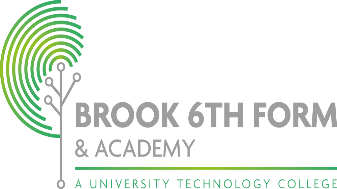 BROOK 6TH FORM
& ACADEMY
A UNIVERSITY TECHNOLOGY COLLEGE